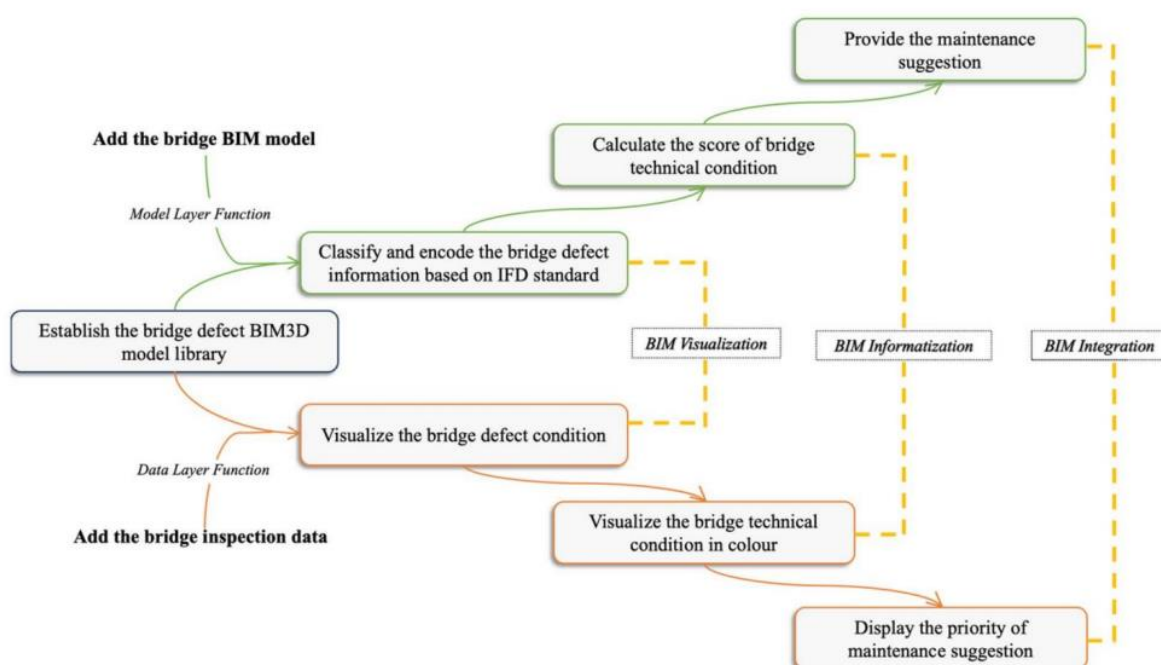 Provide the maintenance
suggestion
Add the bridge BIM model
Calculate the score of bridge
technical condition
Model Layer Function
Classify and encode the bridge defect
information based on IFD standard
Establish the bridge defect BIM3D
model library
BIM Visualization
BIM Informatization
BIM Integration
Visualize the bridge defect condition
Data Layer Function
Add the bridge inspection data
Visualize the bridge technical
condition in colour
Display the priority of
maintenance suggestion